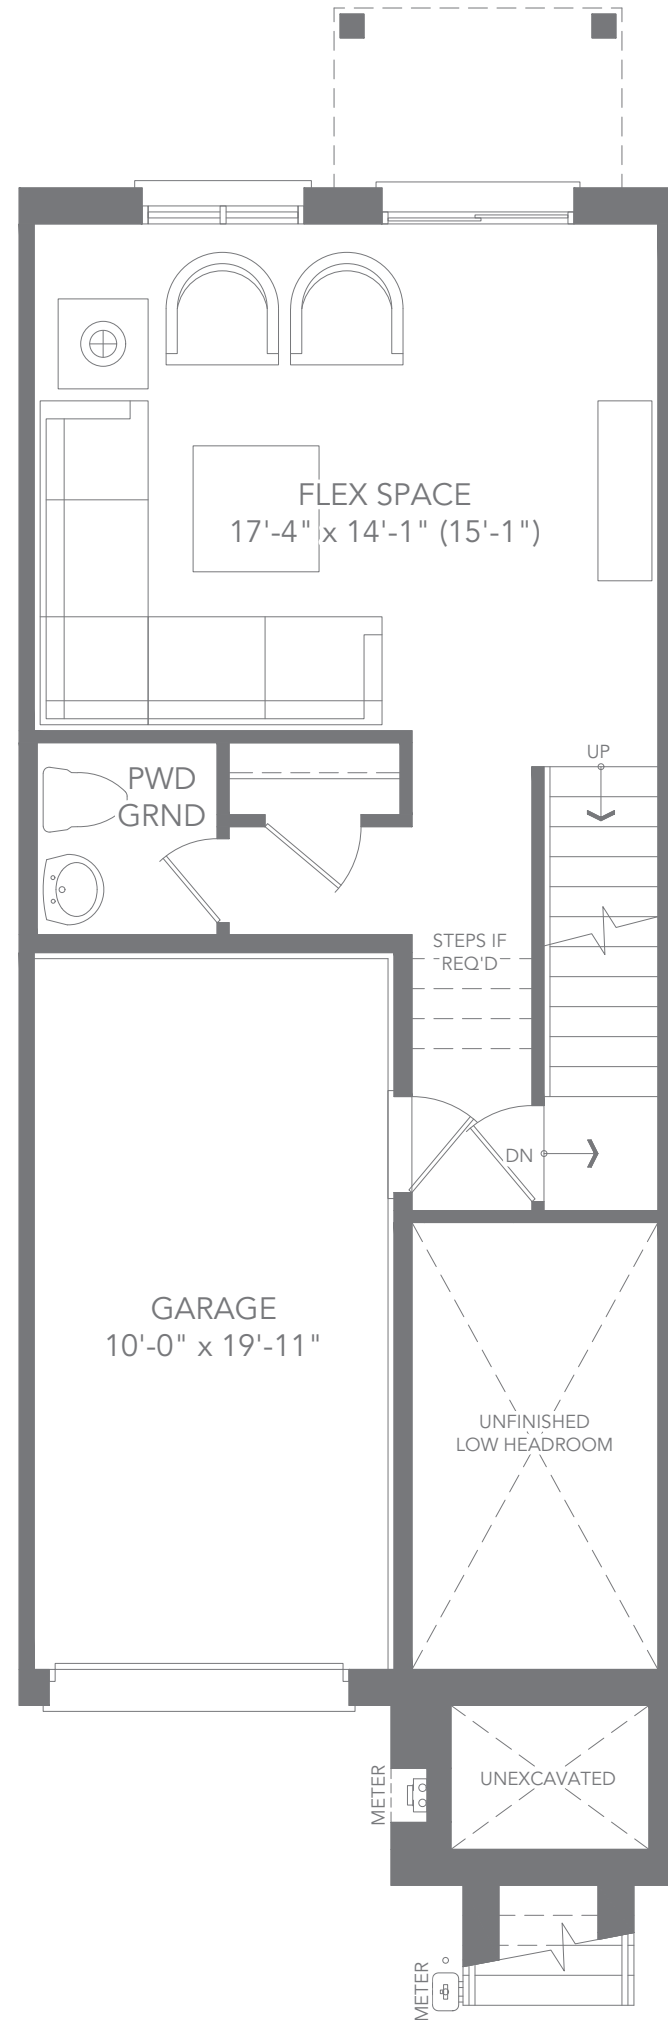 FLEX SPACE
17'-4" x 14'-1" (15'-1")
UP
PWD
GRND
STEPS IF
REQ'D
DN
GARAGE
10'-0" x 19'-11"
UNFINISHED
LOW HEADROOM
METER
UNEXCAVATED
METER